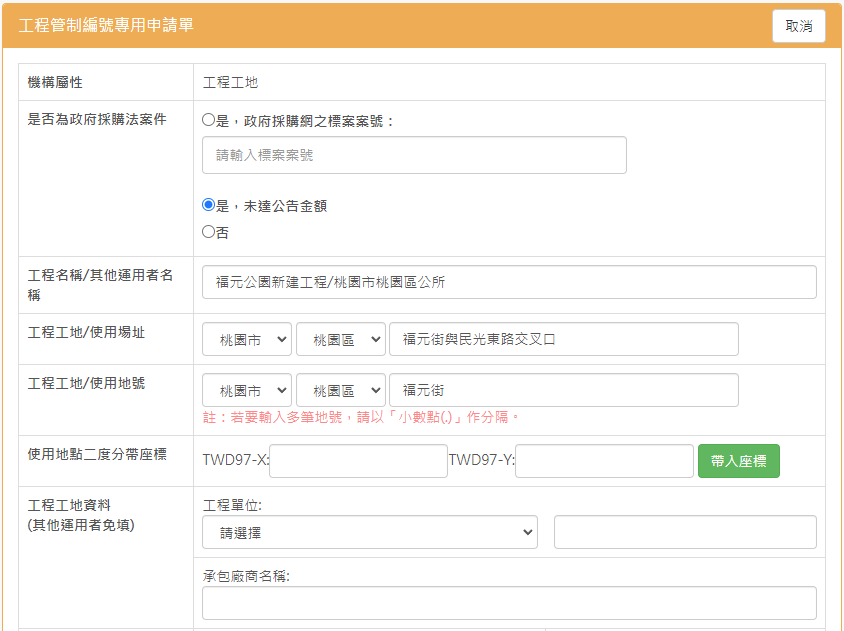 工程管制編號專用申請單
取消
機構屬性
工程工地
是否為政府採購法案件
是，政府採購網之標案案號：
請輸入標案案號
是，未達公告金額
否
工程名稱/其他運用者名
稱
福元公園新建工程/桃園市桃園區公所
工程工地/使用場址
桃園市
桃園區
福元街與民光東路交叉口
工程工地/使用地號
桃園市
桃園區
福元街
註：若要輸入多筆地號，請以「小數點(.)」作分隔。
使用地點二度分帶座標
TWD97-X:
TWD97-Y:
帶入座標
工程工地資料
(其他運用者免填)
工程單位:
請選擇
承包廠商名稱: